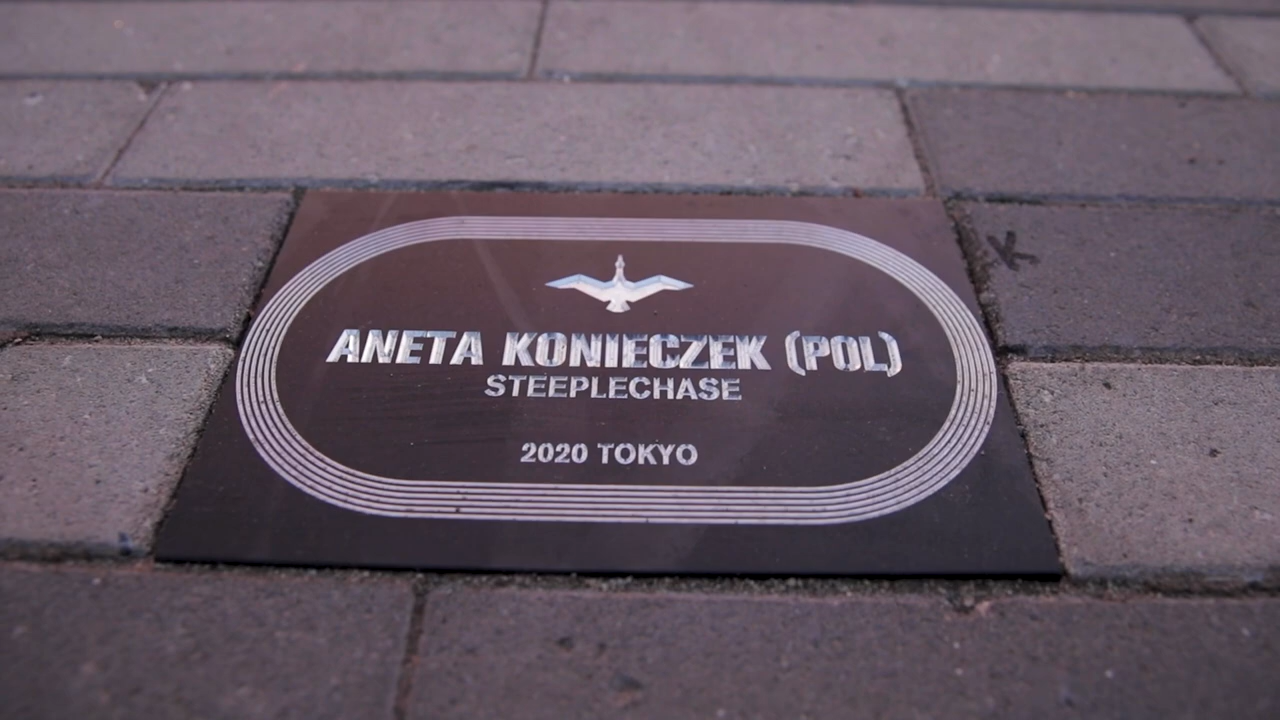 ANETA KONIECZEK (POL)
STEEPLECHASE
2020 TOKYO
K